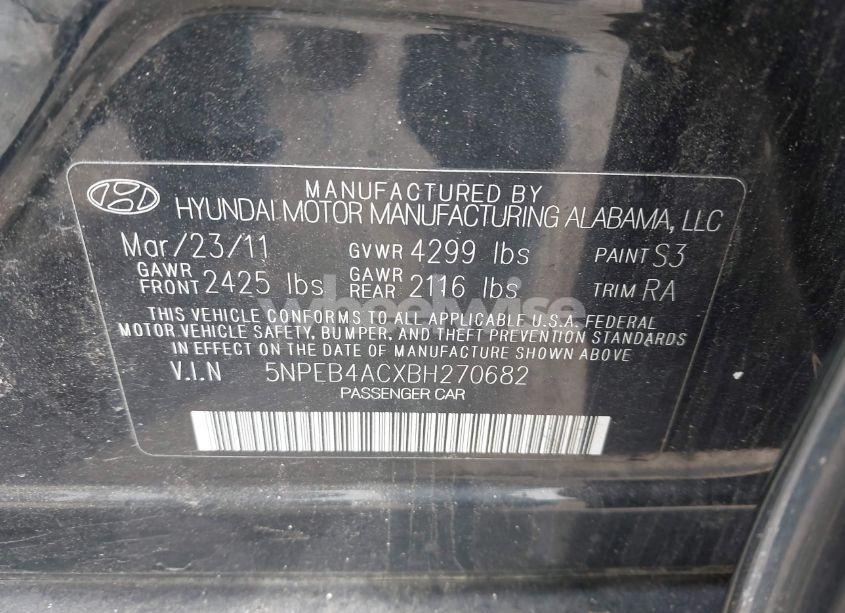 MANUFACTURED BY
HYUNDAI MOTOR MANUFACTURING ALABAMA, LLC
Mar/23/11 GVWR 4299 lbs PAINT S3
GAWR FRONT 2425 lbs GAWR REAR 2116 lbs TRIM RA
wheelwise
THIS VEHICLE CONFORMS TO ALL APPLICABLE U.S.A. FEDERAL
MOTOR VEHICLE SAFETY, BUMPER, AND THEFT PREVENTION STANDARDS
IN EFFECT ON THE DATE OF MANUFACTURE SHOWN ABOVE
V.I.N 5NPEB4ACXBH270682
PASSENGER CAR